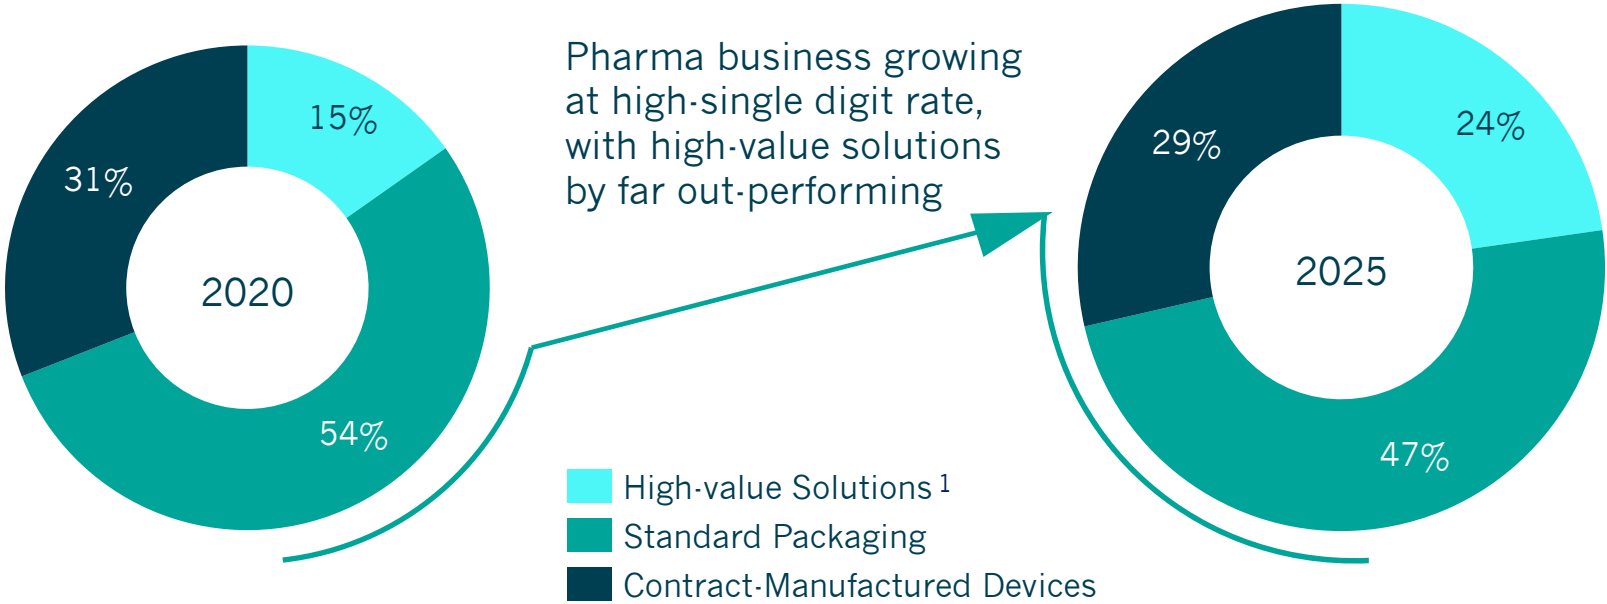 15%
31%
54%
2020
Pharma business growing
at high-single digit rate,
with high-value solutions
by far out-performing
24%
29%
47%
2025
High-value Solutions 1
Standard Packaging
Contract-Manufactured Devices